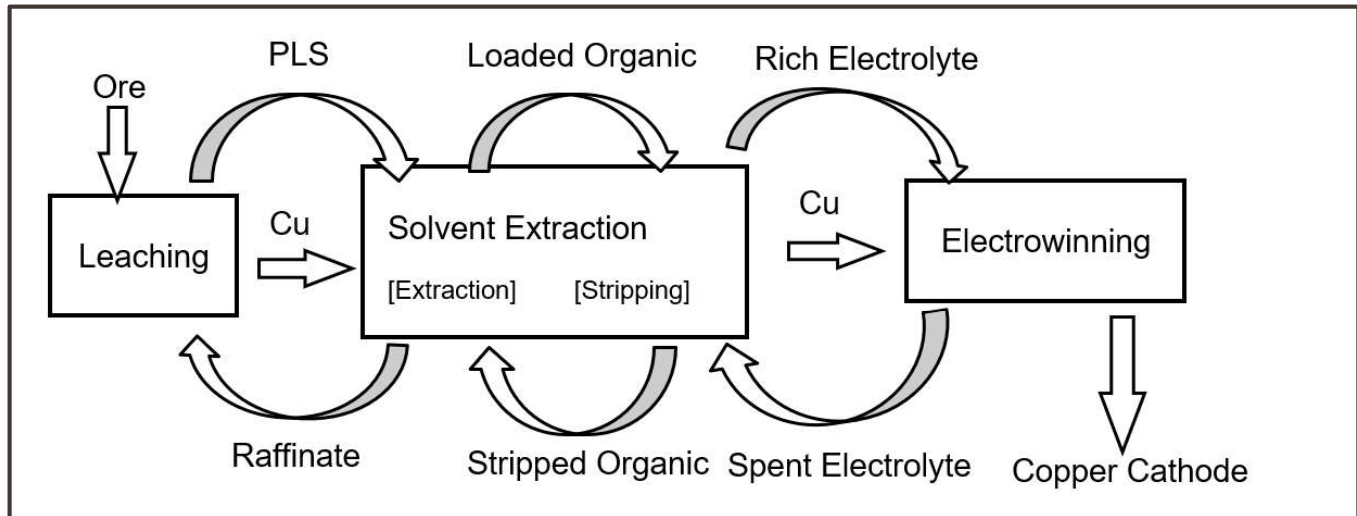 PLS
Loaded Organic
Rich Electrolyte
Ore
Cu
Cu
Leaching
Solvent Extraction
[Extraction] [Stripping]
Electrowinning
Raffinate
Stripped Organic
Spent Electrolyte
Copper Cathode